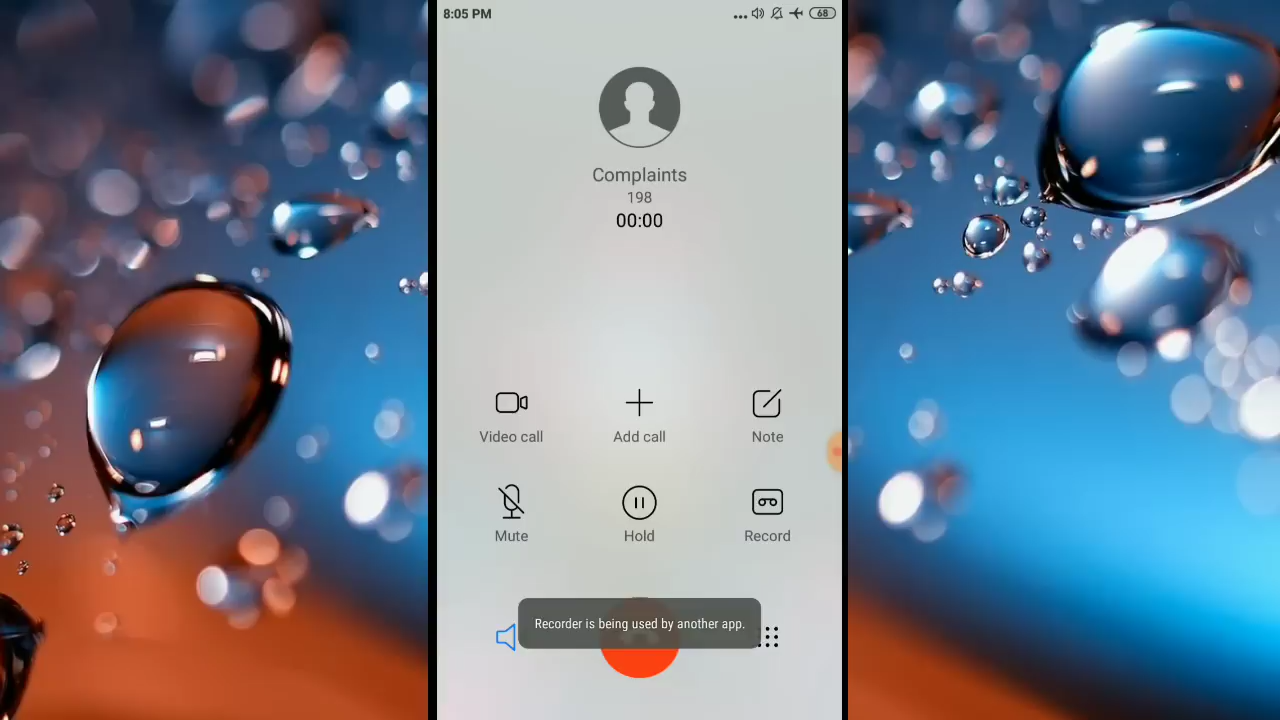 8:05 PM
68
Complaints
198
00:00
Video call
Add call
Note
Mute
Hold
Record
Recorder is being used by another app.